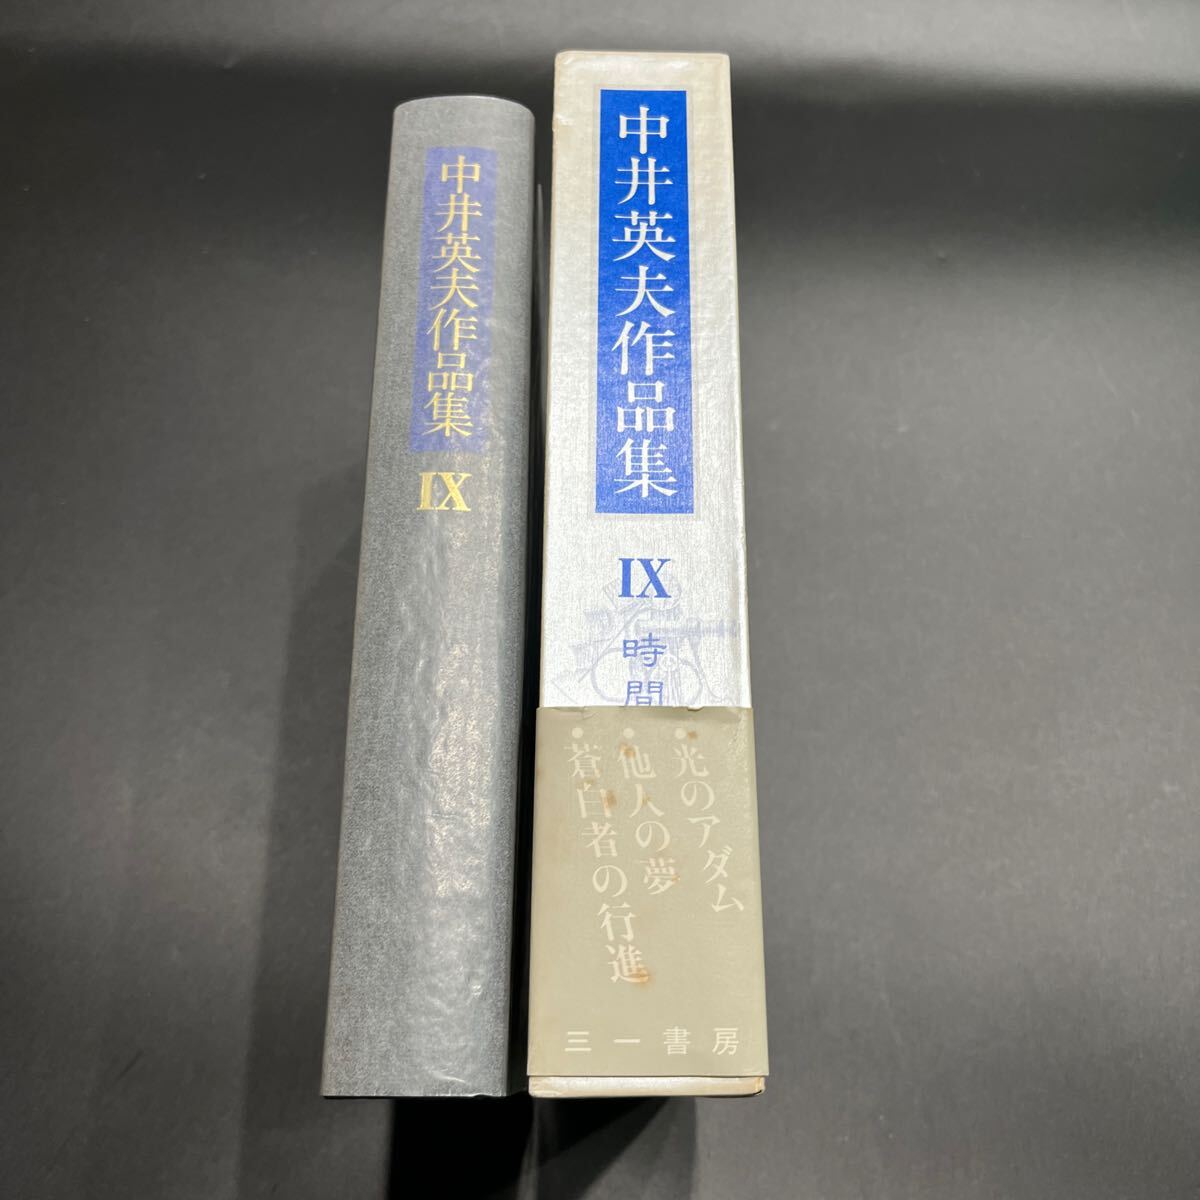 中井英夫作品集
IX
中井英夫作品集
IX
時間
・光のアダム
・他人の夢
・蒼白者の行進
三一書房